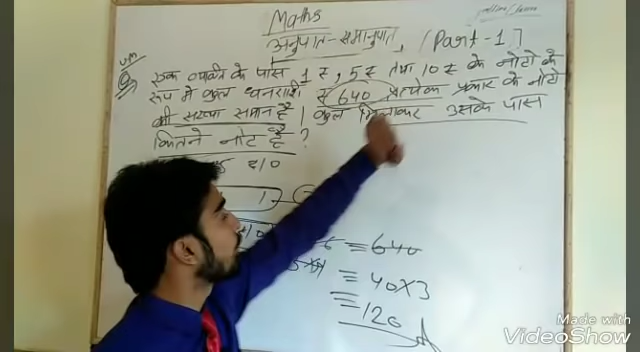 Maths
अनुपात-समानुपात, [Part-1]
एक व्यक्ति के पास 1 ₹, 5 ₹ तथा 10 ₹ के नोटो के
रूप में कुल धनराशी ₹ 640 प्रत्येक प्रकार के नोटो
की संख्या समान है। कुल मिलाकर उसके पास
कितने नोट है ?
= 640
= 40×3
= 120
Made with
VideoShow